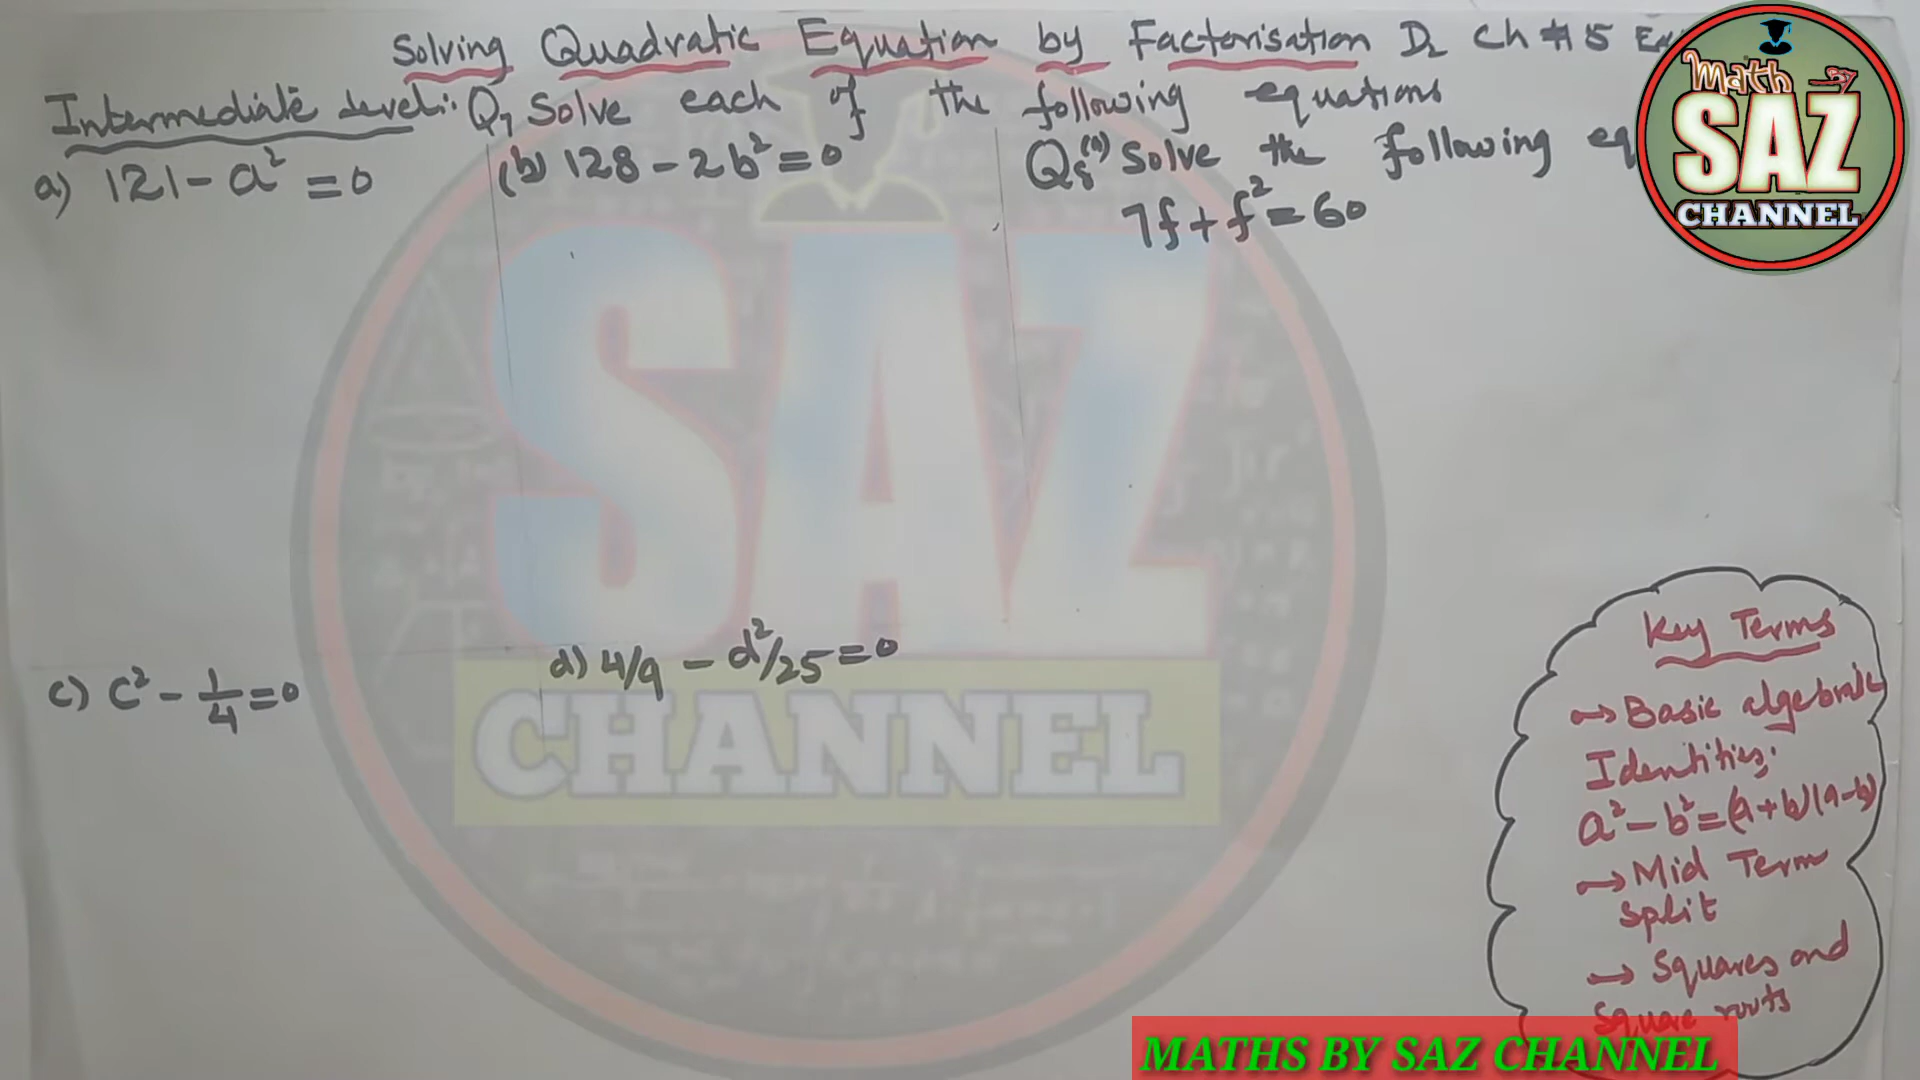 Solving Quadratic Equation by Factorisation D2 Ch # 5
Intermediate Level:. Q7 Solve each of the following equations
a) 121 - a² = 0
(b) 128 - 2b² = 0
Q8 (a) Solve the following
7f + f² = 60
c) c² - 1/4 = 0
d) 4/9 - d²/25 = 0
Key Terms
→ Basic algebraic
Identities:
a² - b² = (a+b)(a-b)
→ Mid Term
split
→ Squares and
Square roots
Math
SAZ
CHANNEL
SAZ
CHANNEL
MATHS BY SAZ CHANNEL